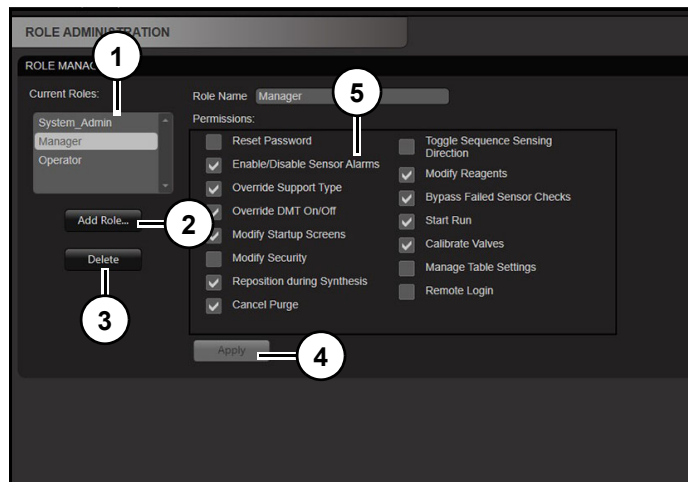 ROLE ADMINISTRATION
ROLE MANAG
1
Current Roles:
System_Admin
Manager
Operator
Add Role...
2
Delete
3
Role Name Manager
5
Permissions:
Reset Password
Enable/Disable Sensor Alarms
Override Support Type
Override DMT On/Off
Modify Startup Screens
Modify Security
Reposition during Synthesis
Cancel Purge
Toggle Sequence Sensing
Direction
Modify Reagents
Bypass Failed Sensor Checks
Start Run
Calibrate Valves
Manage Table Settings
Remote Login
Apply
4